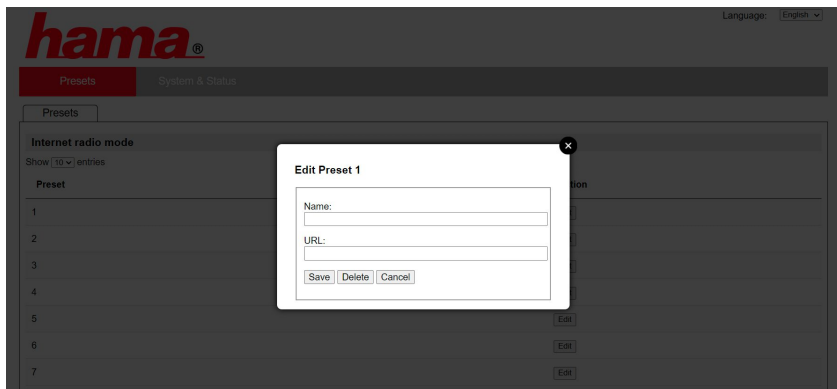 Language: English
hama®
Presets System & Status
Presets
Internet radio mode
Show 10 entries
Preset tion
Edit Preset 1
Name:
URL:
Save Delete Cancel
1
2
3
4
5 Edit
6 Edit
7 Edit